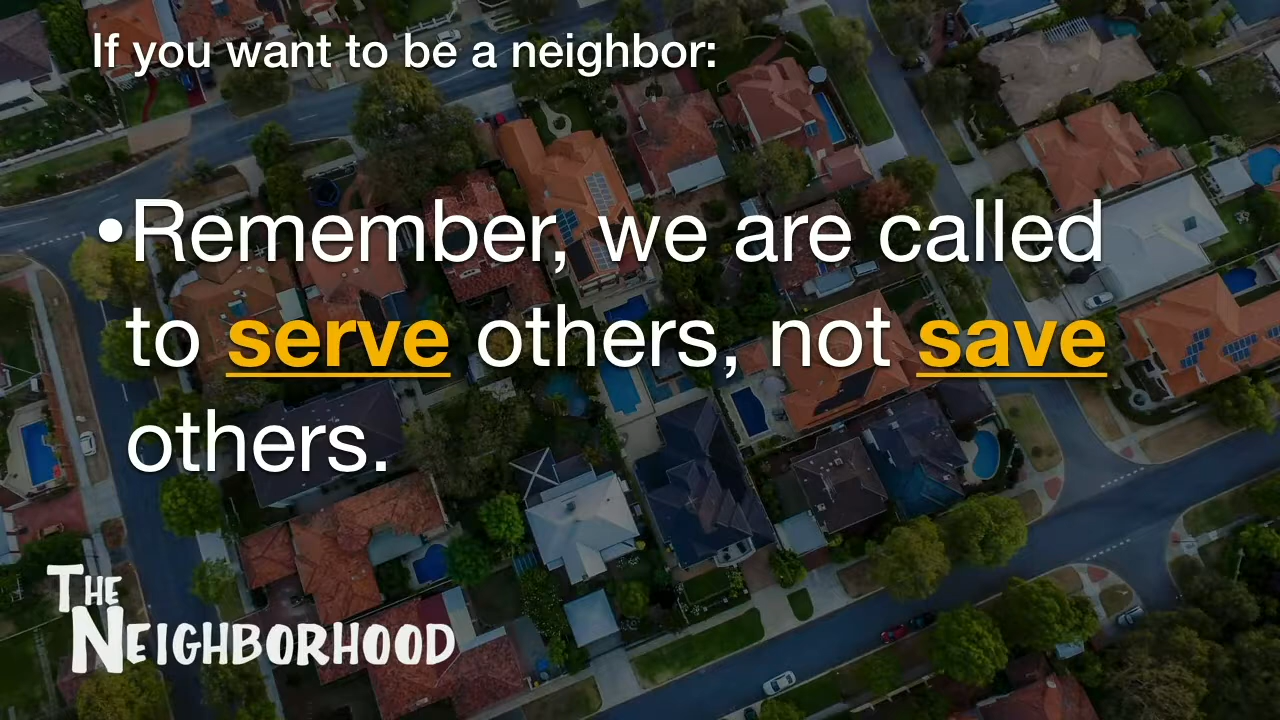 If you want to be a neighbor:
•Remember, we are called
to serve others, not save
others.
THE
NEIGHBORHOOD